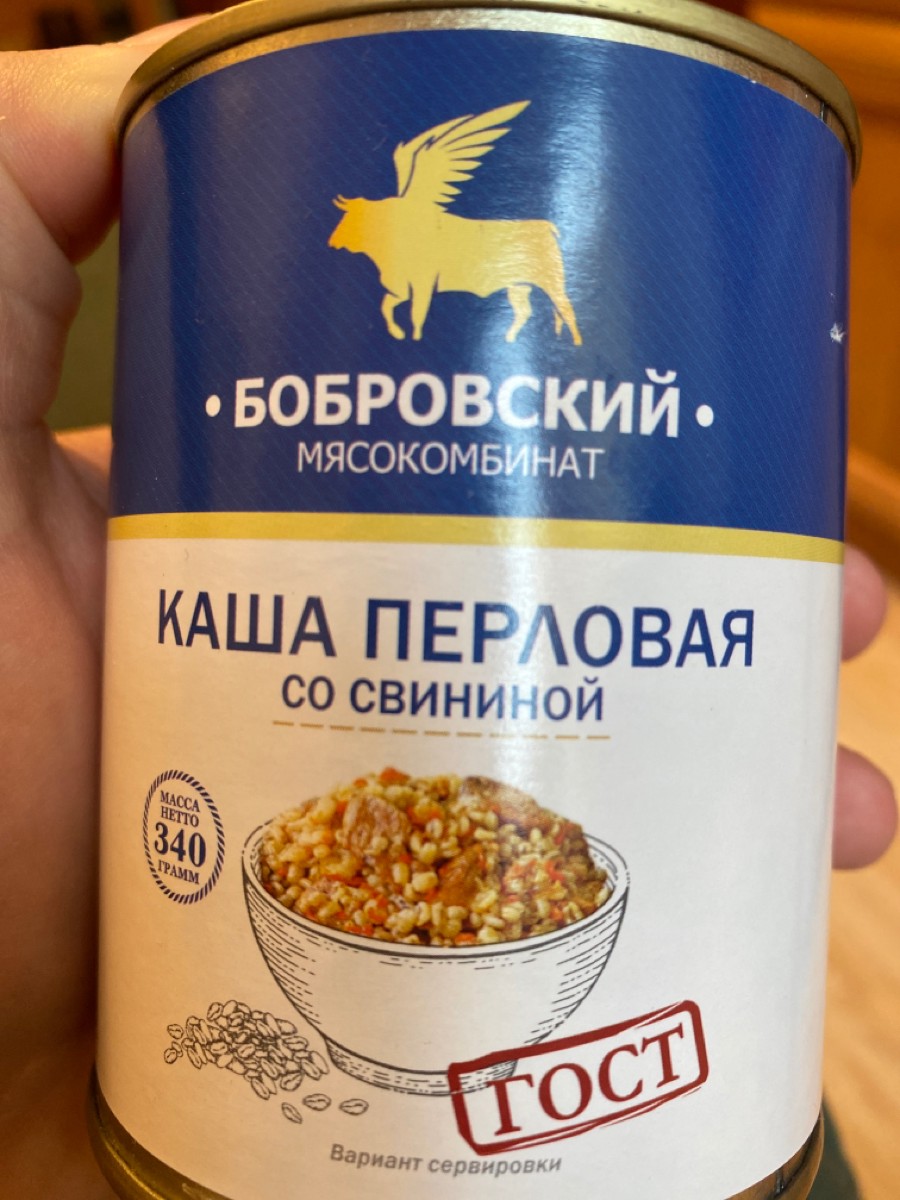 • БОБРОВСКИЙ •
МЯСОКОМБИНАТ
КАША ПЕРЛОВАЯ
СО СВИНИНОЙ
МАССА
НЕТТО
340
ГРАММ
ГОСТ
Вариант сервировки